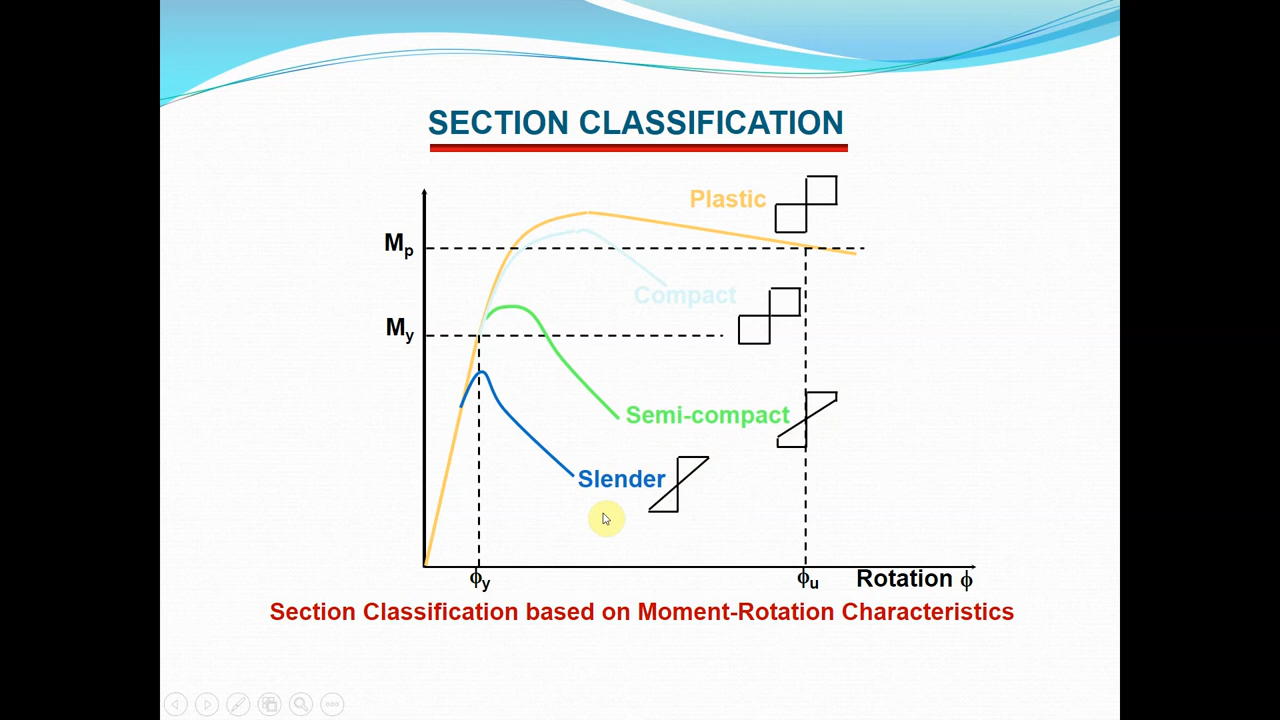 SECTION CLASSIFICATION
Plastic
Mp
Compact
My
Semi-compact
Slender
ϕy
ϕu
Rotation ϕ
Section Classification based on Moment-Rotation Characteristics